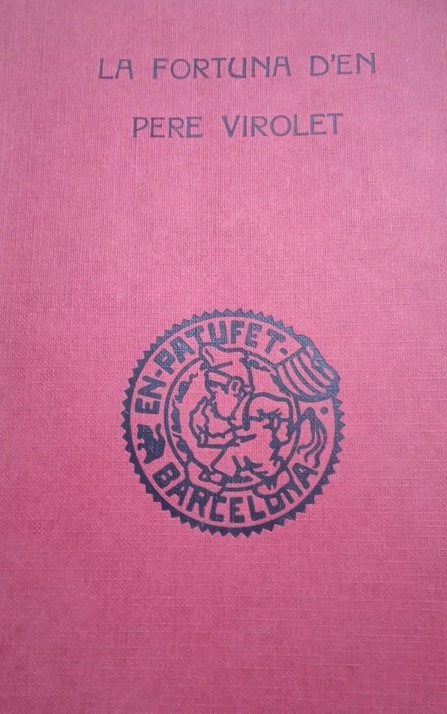 LA FORTUNA D'EN
PERE VIROLET
EN·PATUFET·
BARCELONA